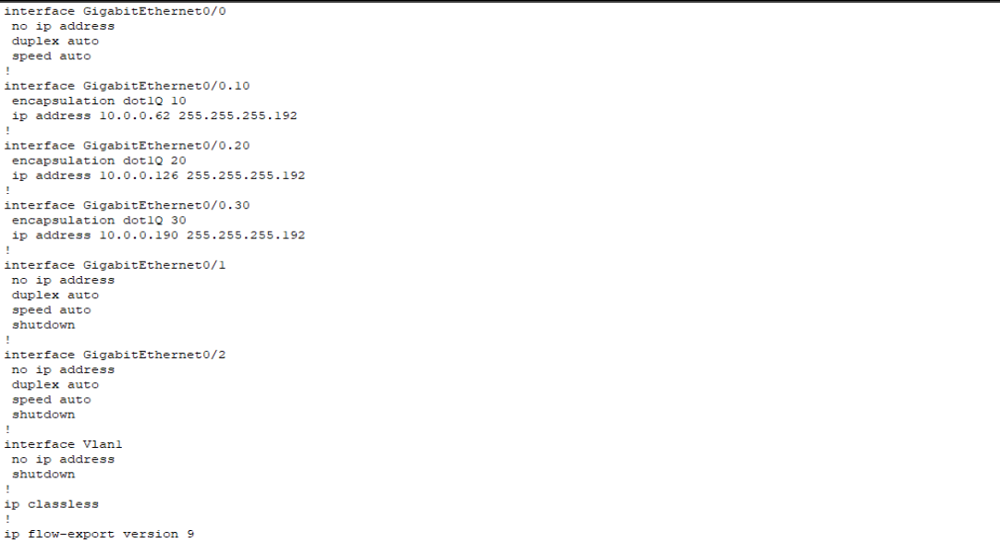 interface GigabitEthernet0/0
 no ip address
 duplex auto
 speed auto
!
interface GigabitEthernet0/0.10
 encapsulation dot1Q 10
 ip address 10.0.0.62 255.255.255.192
!
interface GigabitEthernet0/0.20
 encapsulation dot1Q 20
 ip address 10.0.0.126 255.255.255.192
!
interface GigabitEthernet0/0.30
 encapsulation dot1Q 30
 ip address 10.0.0.190 255.255.255.192
!
interface GigabitEthernet0/1
 no ip address
 duplex auto
 speed auto
 shutdown
!
interface GigabitEthernet0/2
 no ip address
 duplex auto
 speed auto
 shutdown
!
interface Vlan1
 no ip address
 shutdown
!
ip classless
!
ip flow-export version 9